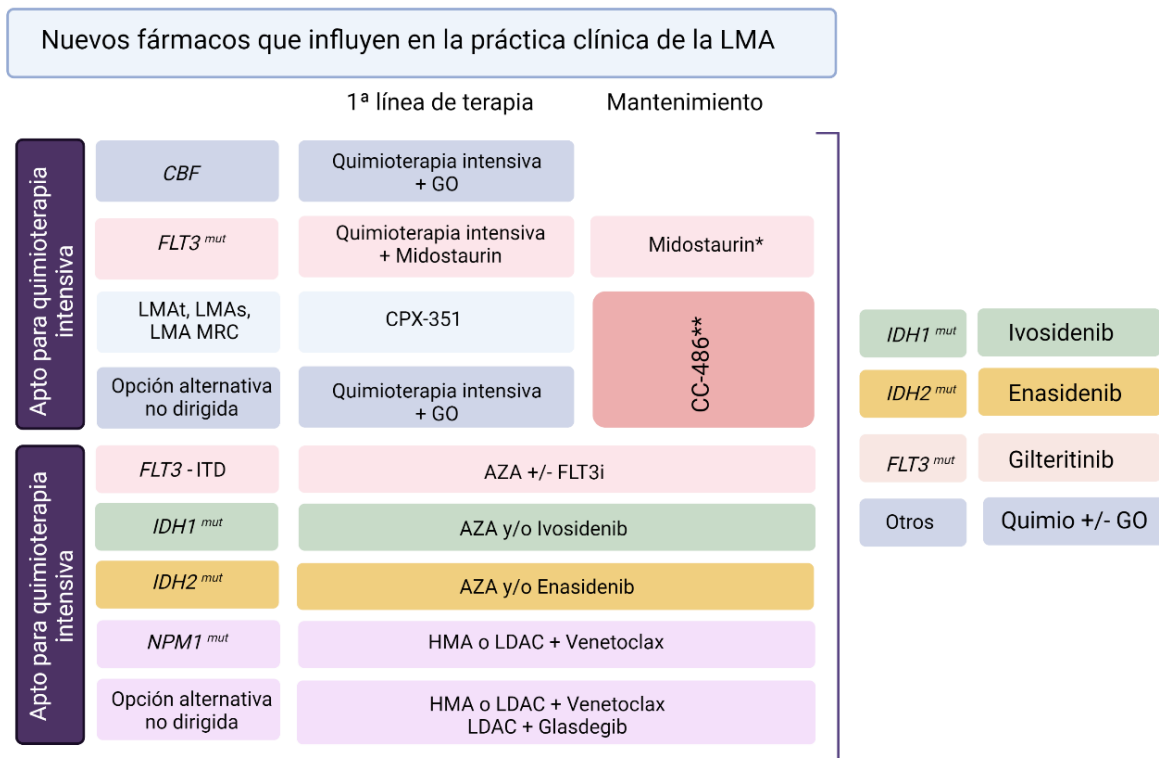 Nuevos fármacos que influyen en la práctica clínica de la LMA
1ª línea de terapia
Mantenimiento
Apto para quimioterapia
intensiva
CBF
Quimioterapia intensiva
+ GO
FLT3 mut
Quimioterapia intensiva
+ Midostaurin
Midostaurin*
LMAt, LMAs,
LMA MRC
CPX-351
CC-486**
Opción alternativa
no dirigida
Quimioterapia intensiva
+ GO
Apto para quimioterapia
intensiva
FLT3 - ITD
AZA +/- FLT3i
IDH1 mut
AZA y/o Ivosidenib
IDH2 mut
AZA y/o Enasidenib
NPM1 mut
HMA o LDAC + Venetoclax
Opción alternativa
no dirigida
HMA o LDAC + Venetoclax
LDAC + Glasdegib
IDH1 mut
Ivosidenib
IDH2 mut
Enasidenib
FLT3 mut
Gilteritinib
Otros
Quimio +/- GO